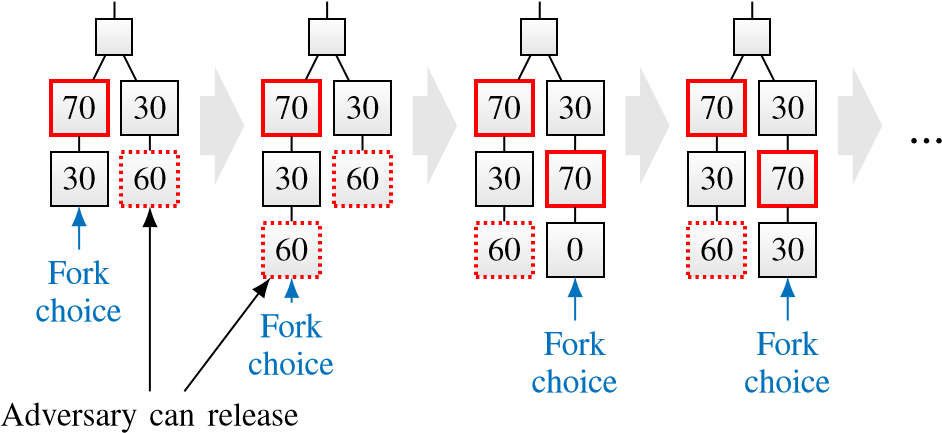 70 30 70 30 70 30 70 30
...
30 60 30 60 30 70 30 70
60 60 0 60 30
Fork
choice
Fork
choice
Fork
choice
Fork
choice
Adversary can release